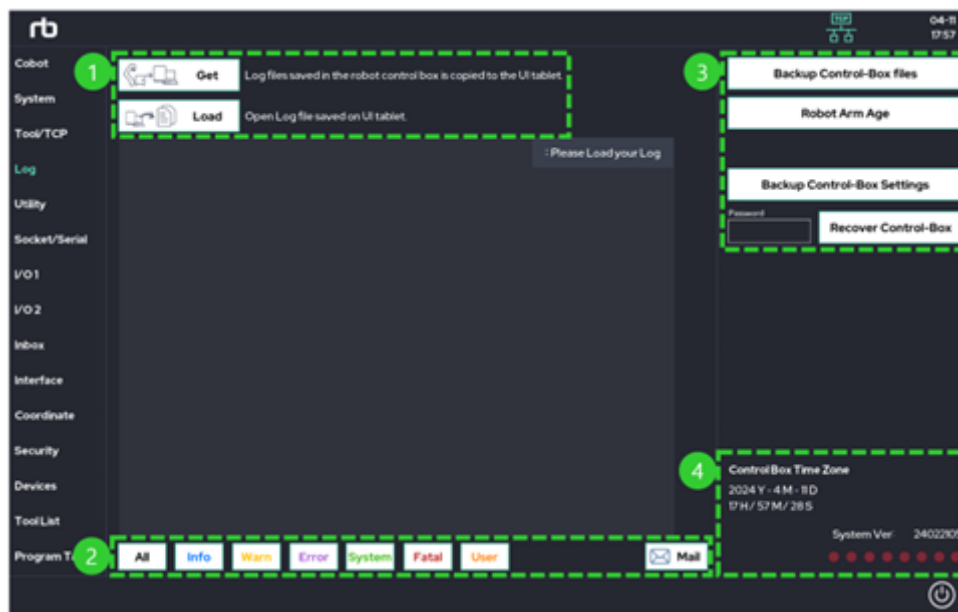 rb
TCP
04-11
17:57
Cobot
System
Tool/TCP
Log
Utility
Socket/Serial
I/O 1
I/O 2
Inbox
Interface
Coordinate
Security
Devices
Tool List
Program T
1
Get
Log files saved in the robot control box is copied to the UI tablet.
Load
Open Log file saved on UI tablet.
: Please Load your Log
2
All
Info
Warn
Error
System
Fatal
User
Mail
3
Backup Control-Box files
Robot Arm Age
Backup Control-Box Settings
Password
Recover Control-Box
4
Control Box Time Zone
2024 Y - 4 M - 11 D
17 H / 57 M / 28 S
System Ver